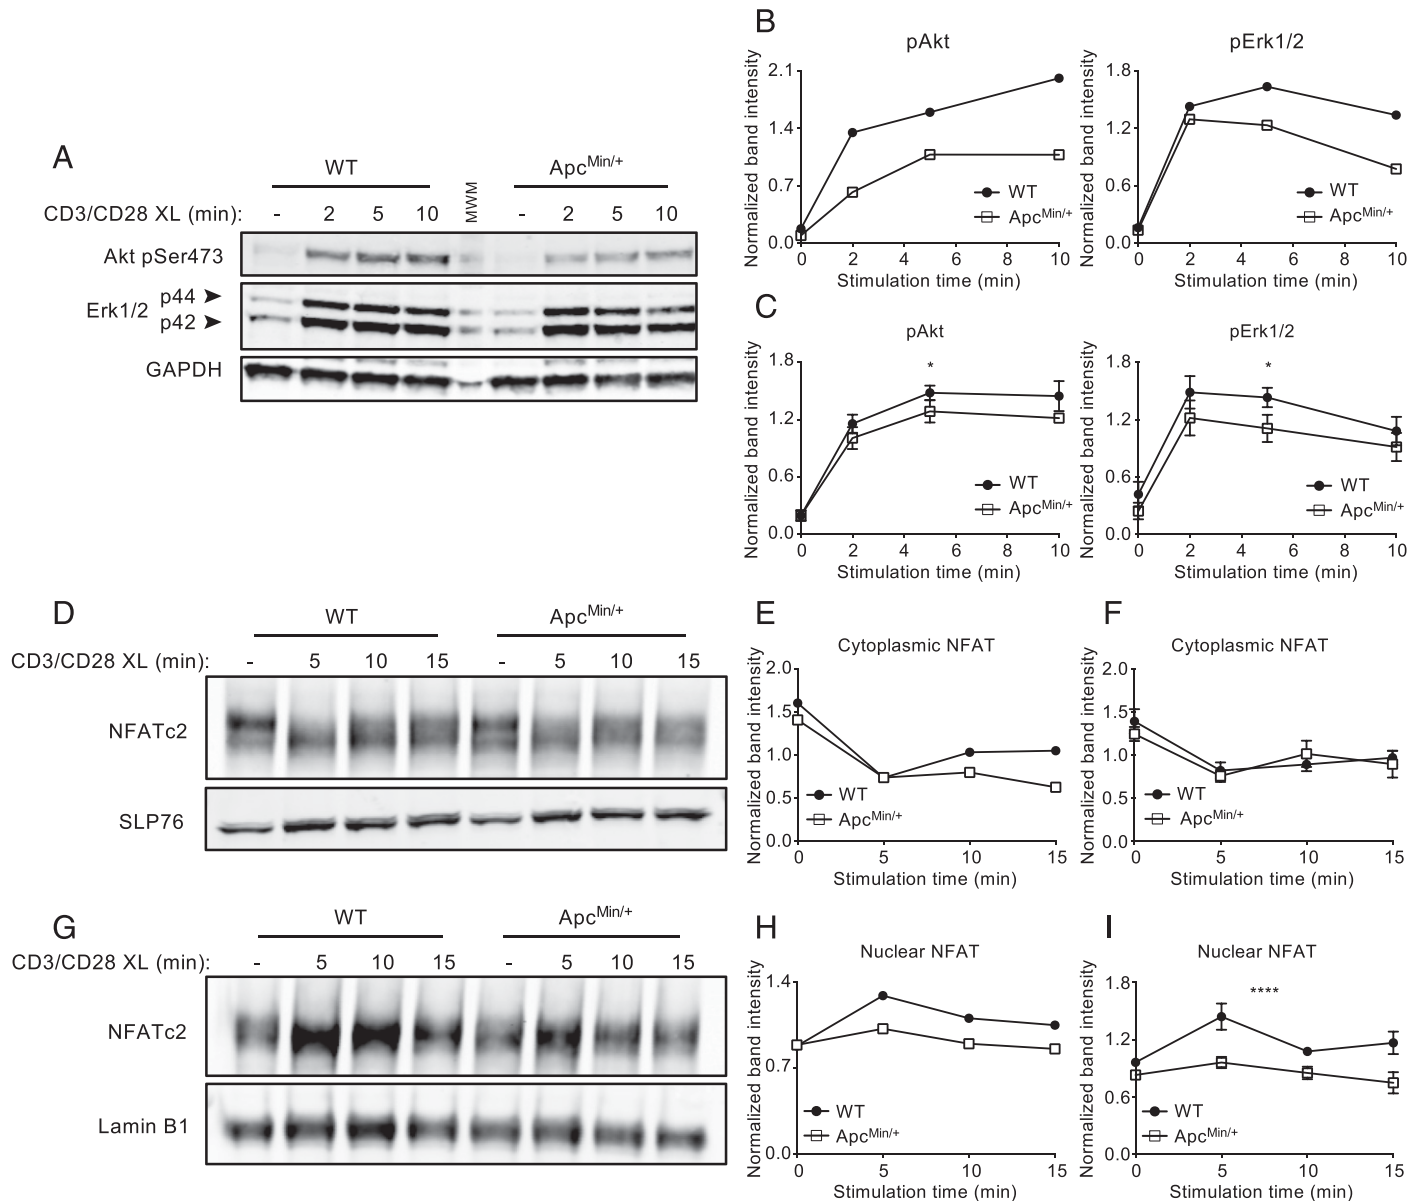 A
WT
Apc^Min/+
CD3/CD28 XL (min):
- 2 5 10 MWM - 2 5 10
Akt pSer473
Erk1/2
p44
p42
GAPDH
B
pAkt
Normalized band intensity
2.1
1.4
0.7
0.0
WT
Apc^Min/+
0 2 4 6 8 10
Stimulation time (min)
pErk1/2
Normalized band intensity
1.8
1.2
0.6
0.0
WT
Apc^Min/+
0 2 4 6 8 10
Stimulation time (min)
C
pAkt
Normalized band intensity
1.8
1.2
0.6
0.0
*
WT
Apc^Min/+
0 2 4 6 8 10
Stimulation time (min)
pErk1/2
Normalized band intensity
1.8
1.2
0.6
0.0
*
WT
Apc^Min/+
0 2 4 6 8 10
Stimulation time (min)
D
WT
Apc^Min/+
CD3/CD28 XL (min):
- 5 10 15 - 5 10 15
NFATc2
SLP76
E
Cytoplasmic NFAT
Normalized band intensity
2.0
1.5
1.0
0.5
0.0
WT
Apc^Min/+
0 5 10 15
Stimulation time (min)
F
Cytoplasmic NFAT
Normalized band intensity
2.0
1.5
1.0
0.5
0.0
WT
Apc^Min/+
0 5 10 15
Stimulation time (min)
G
WT
Apc^Min/+
CD3/CD28 XL (min):
- 5 10 15 - 5 10 15
NFATc2
Lamin B1
H
Nuclear NFAT
Normalized band intensity
1.4
0.7
0.0
WT
Apc^Min/+
0 5 10 15
Stimulation time (min)
I
Nuclear NFAT
Normalized band intensity
1.8
1.2
0.6
0.0
****
WT
Apc^Min/+
0 5 10 15
Stimulation time (min)